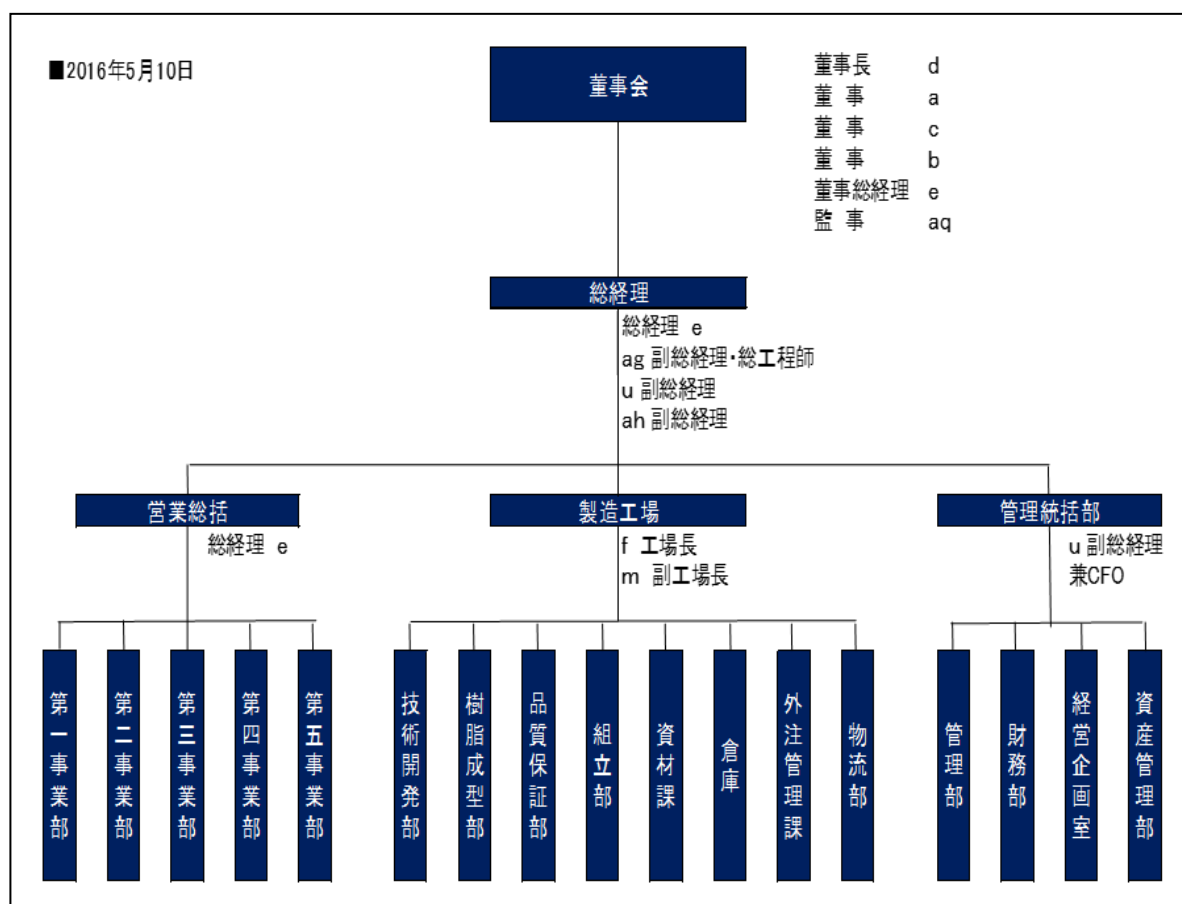 ■2016年5月10日
董事会
董事長 d
董 事 a
董 事 c
董 事 b
董事総経理 e
監 事 aq
総経理
総経理 e
ag 副総経理・総工程師
u 副総経理
ah 副総経理
営業総括
総経理 e
製造工場
f 工場長
m 副工場長
管理統括部
u 副総経理
兼CFO
第一事業部
第二事業部
第三事業部
第四事業部
第五事業部
技術開発部
樹脂成型部
品質保証部
組立部
資材課
倉庫
外注管理課
物流部
管理部
財務部
経営企画室
資産管理部